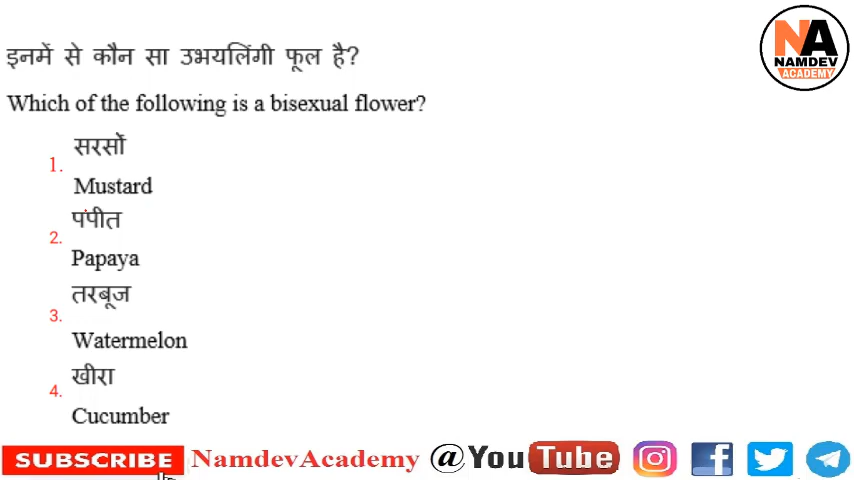 NA
NAMDEV
ACADEMY
इनमें से कौन सा उभयलिंगी फूल है?
Which of the following is a bisexual flower?
1. सरसों
Mustard
2. पंपीत
Papaya
3. तरबूज
Watermelon
4. खीरा
Cucumber
SUBSCRIBE NamdevAcademy @YouTube